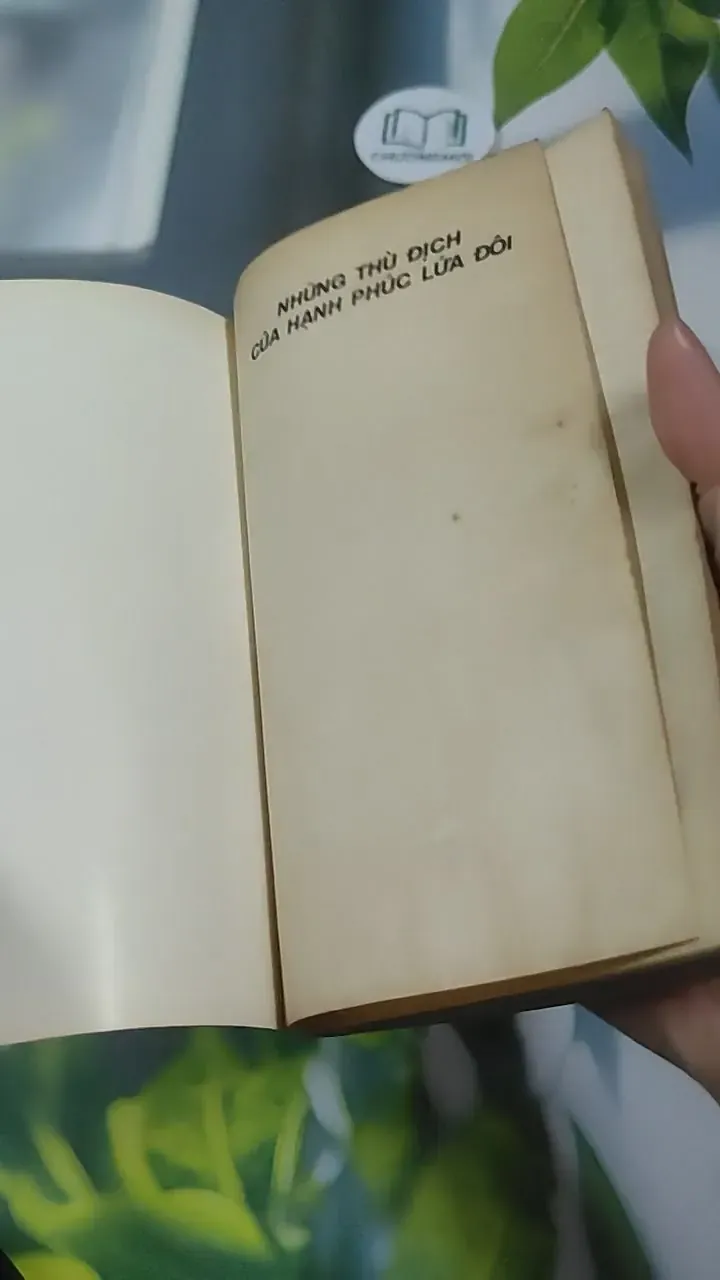 NHỮNG THÙ ĐỊCH
CỦA HẠNH PHÚC LỨA ĐÔI